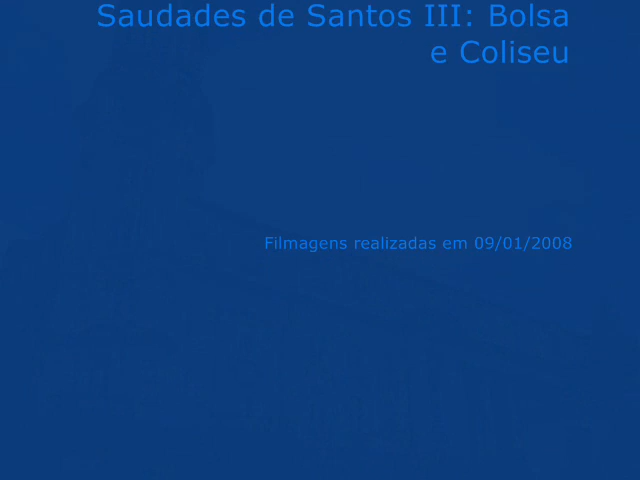 Saudades de Santos III: Bolsa
e Coliseu
Filmagens realizadas em 09/01/2008